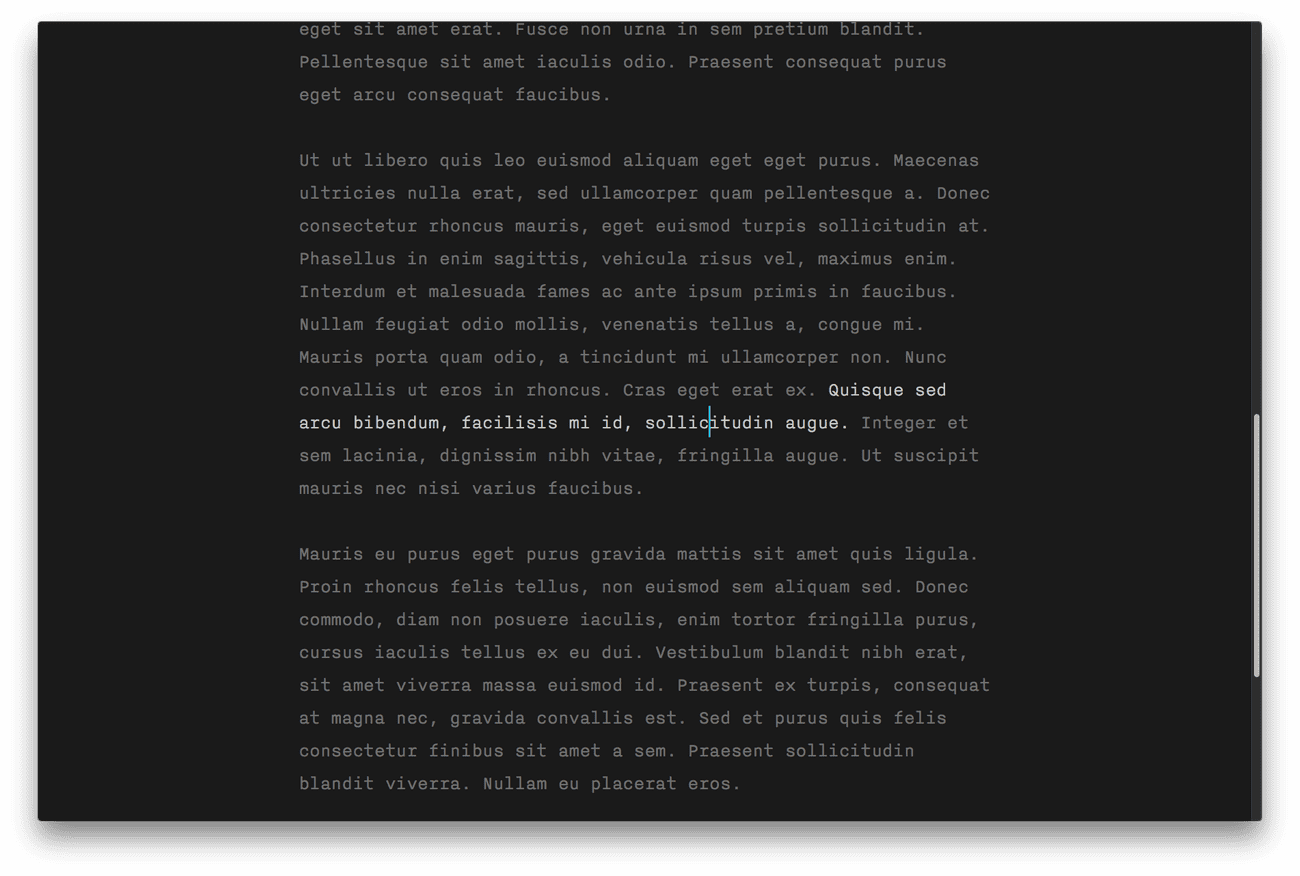 eget sit amet erat. Fusce non urna in sem pretium blandit.
Pellentesque sit amet iaculis odio. Praesent consequat purus
eget arcu consequat faucibus.
Ut ut libero quis leo euismod aliquam eget eget purus. Maecenas
ultricies nulla erat, sed ullamcorper quam pellentesque a. Donec
consectetur rhoncus mauris, eget euismod turpis sollicitudin at.
Phasellus in enim sagittis, vehicula risus vel, maximus enim.
Interdum et malesuada fames ac ante ipsum primis in faucibus.
Nullam feugiat odio mollis, venenatis tellus a, congue mi.
Mauris porta quam odio, a tincidunt mi ullamcorper non. Nunc
convallis ut eros in rhoncus. Cras eget erat ex. Quisque sed
arcu bibendum, facilisis mi id, sollicitudin augue. Integer et
sem lacinia, dignissim nibh vitae, fringilla augue. Ut suscipit
mauris nec nisi varius faucibus.
Mauris eu purus eget purus gravida mattis sit amet quis ligula.
Proin rhoncus felis tellus, non euismod sem aliquam sed. Donec
commodo, diam non posuere iaculis, enim tortor fringilla purus,
cursus iaculis tellus ex eu dui. Vestibulum blandit nibh erat,
sit amet viverra massa euismod id. Praesent ex turpis, consequat
at magna nec, gravida convallis est. Sed et purus quis felis
consectetur finibus sit amet a sem. Praesent sollicitudin
blandit viverra. Nullam eu placerat eros.